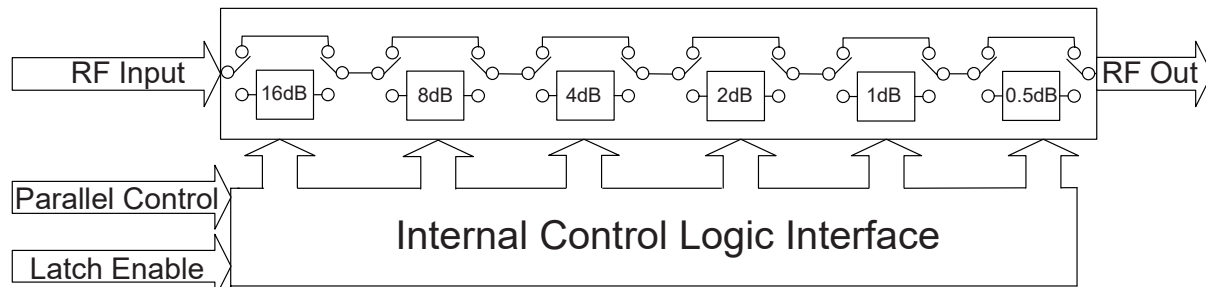 RF Input
16dB
8dB
4dB
2dB
1dB
0.5dB
RF Out
Parallel Control
Internal Control Logic Interface
Latch Enable